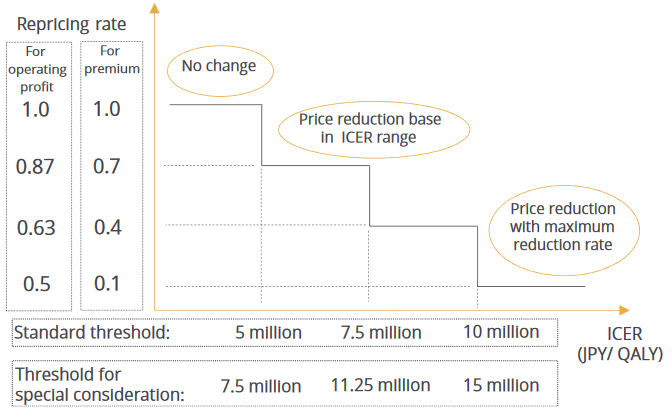 Repricing rate
For
operating
profit
For
premium
1.0 1.0
0.87 0.7
0.63 0.4
0.5 0.1
No change
Price reduction base
in ICER range
Price reduction
with maximum
reduction rate
Standard threshold: 5 million 7.5 million 10 million
ICER
(JPY/ QALY)
Threshold for
special consideration: 7.5 million 11.25 million 15 million